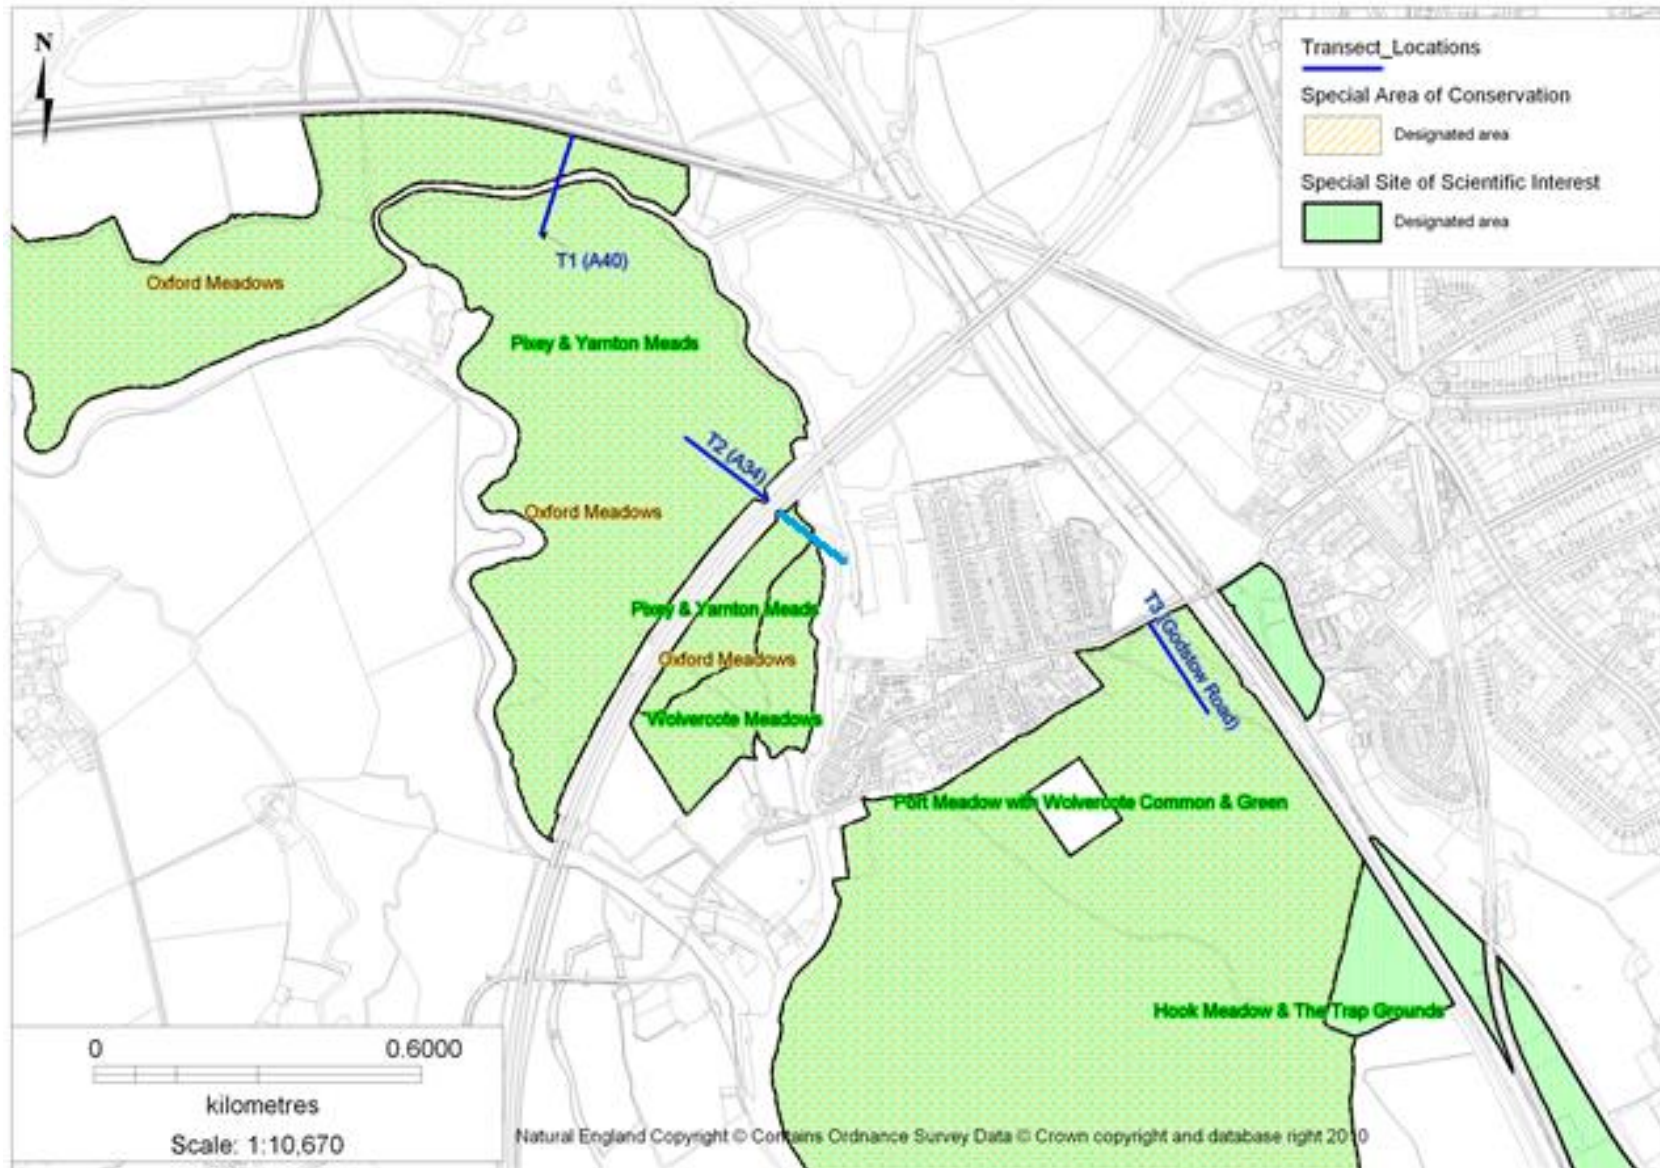 N
Transect_Locations
Special Area of Conservation
Designated area
Special Site of Scientific Interest
Designated area
T1 (A40)
Oxford Meadows
Pixey & Yarnton Meads
T2 (A34)
Oxford Meadows
Pixey & Yarnton Meads
T3 (Godstow Road)
Oxford Meadows
Wolvercote Meadows
Port Meadow with Wolvercote Common & Green
Hook Meadow & The Trap Grounds
0 0.6000
kilometres
Scale: 1:10,670
Natural England Copyright © Contains Ordnance Survey Data © Crown copyright and database right 2010